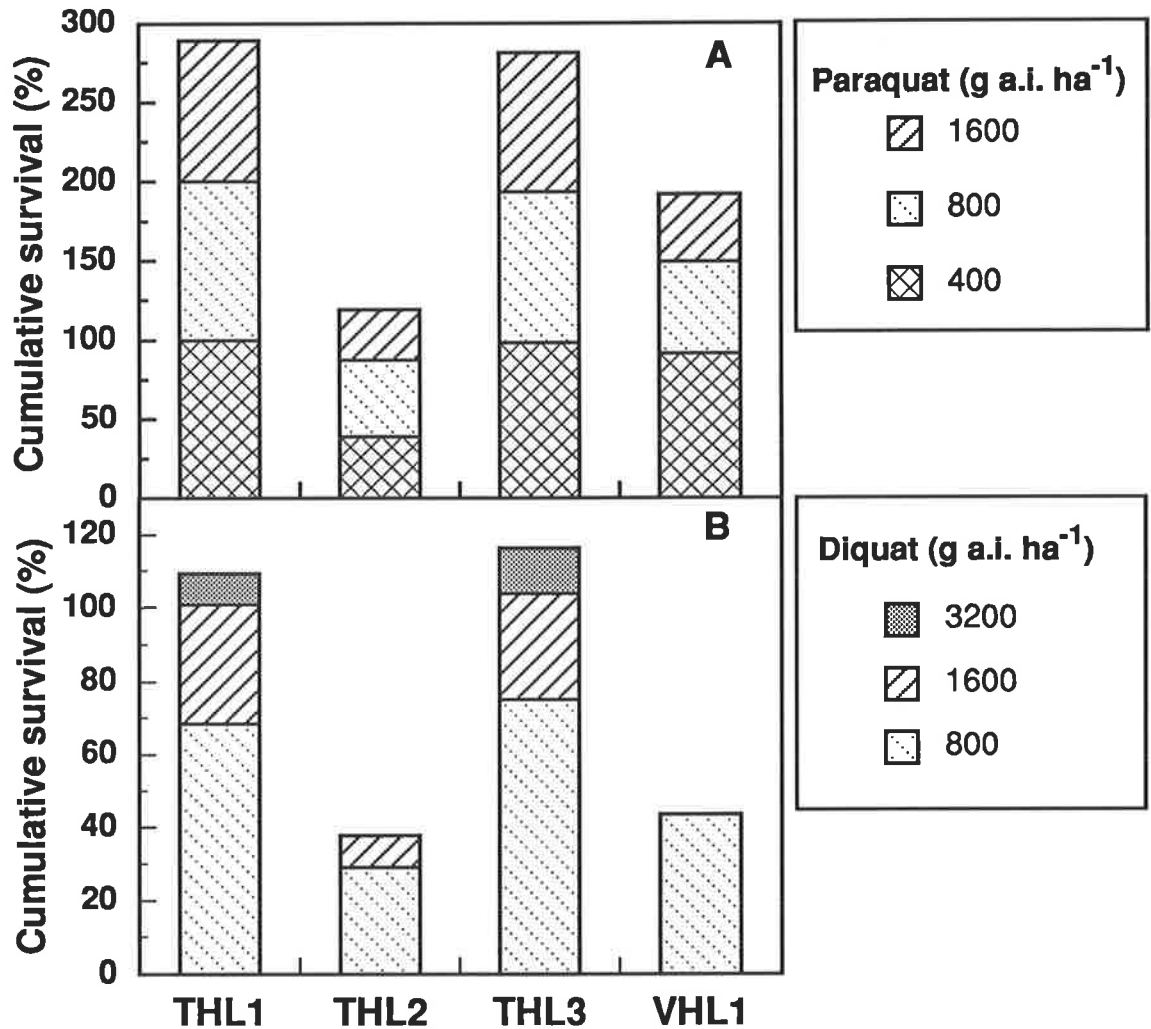 300
250
200
150
100
50
0
Cumulative survival (%)
A
Paraquat (g a.i. ha⁻¹)
1600
800
400
120
100
80
60
40
20
0
Cumulative survival (%)
B
Diquat (g a.i. ha⁻¹)
3200
1600
800
THL1 THL2 THL3 VHL1